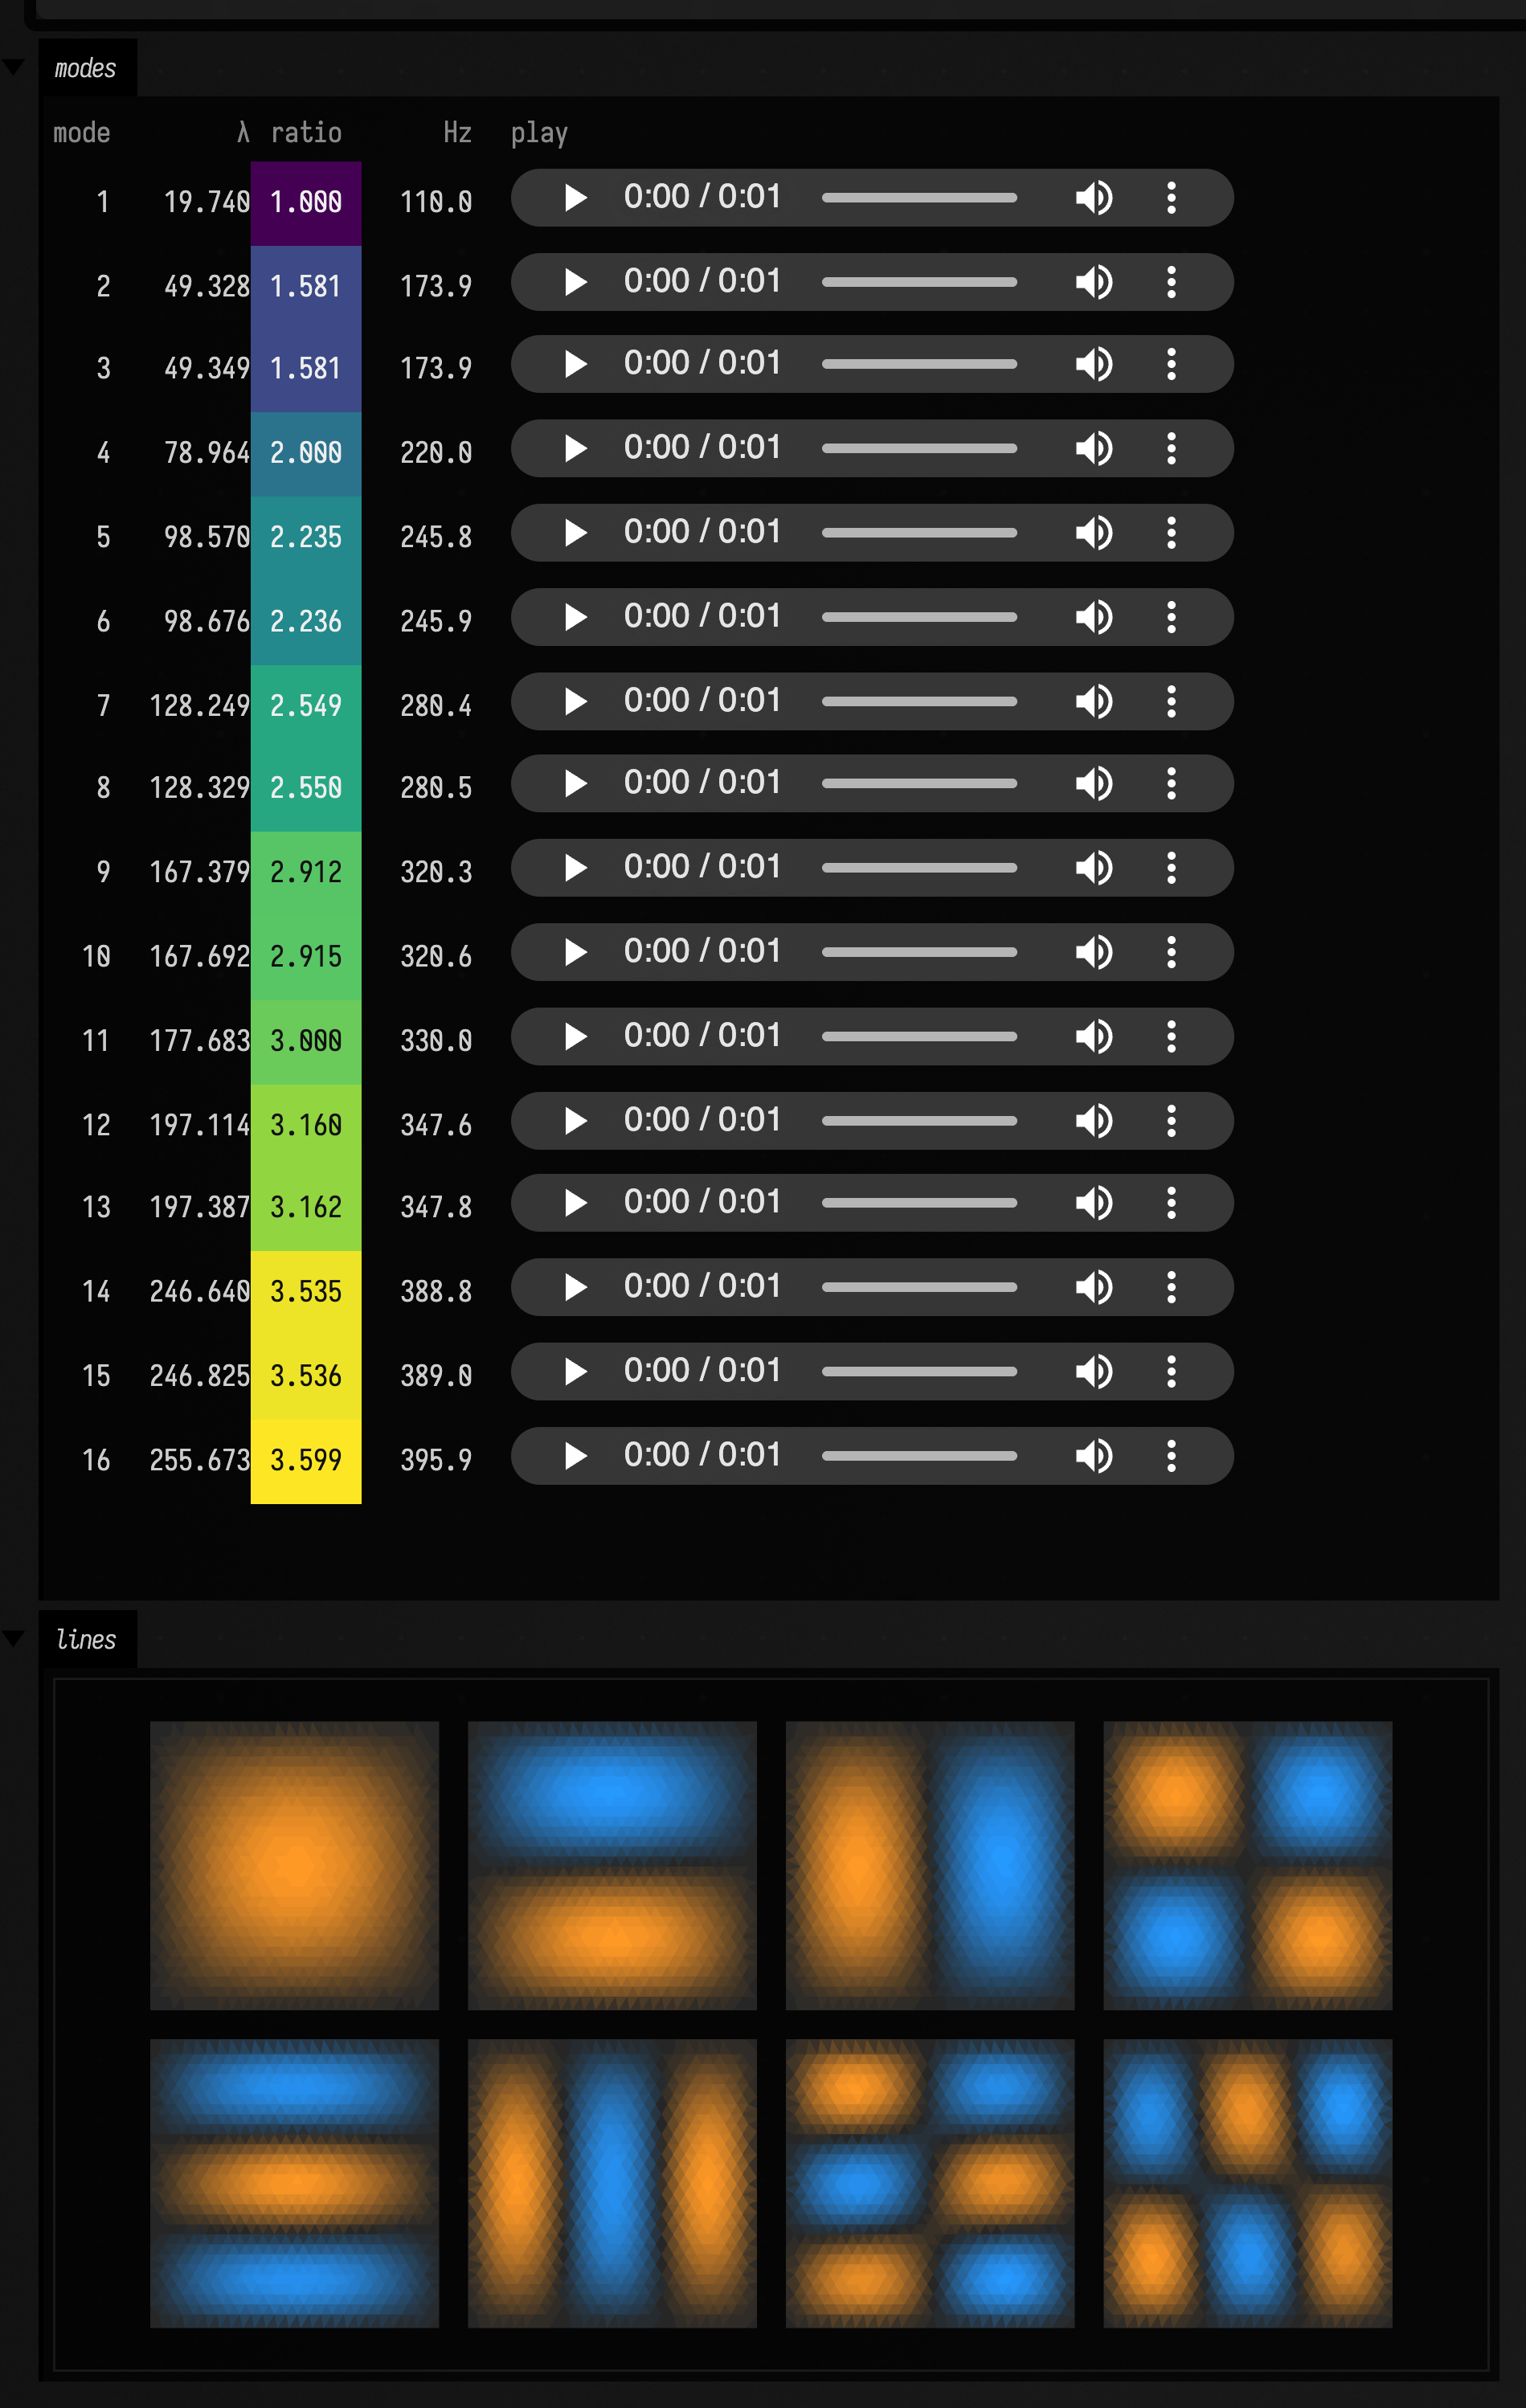 modes
mode λ ratio Hz play
1 19.740 1.000 110.0 0:00 / 0:01
2 49.328 1.581 173.9 0:00 / 0:01
3 49.349 1.581 173.9 0:00 / 0:01
4 78.964 2.000 220.0 0:00 / 0:01
5 98.570 2.235 245.8 0:00 / 0:01
6 98.676 2.236 245.9 0:00 / 0:01
7 128.249 2.549 280.4 0:00 / 0:01
8 128.329 2.550 280.5 0:00 / 0:01
9 167.379 2.912 320.3 0:00 / 0:01
10 167.692 2.915 320.6 0:00 / 0:01
11 177.683 3.000 330.0 0:00 / 0:01
12 197.114 3.160 347.6 0:00 / 0:01
13 197.387 3.162 347.8 0:00 / 0:01
14 246.640 3.535 388.8 0:00 / 0:01
15 246.825 3.536 389.0 0:00 / 0:01
16 255.673 3.599 395.9 0:00 / 0:01
lines